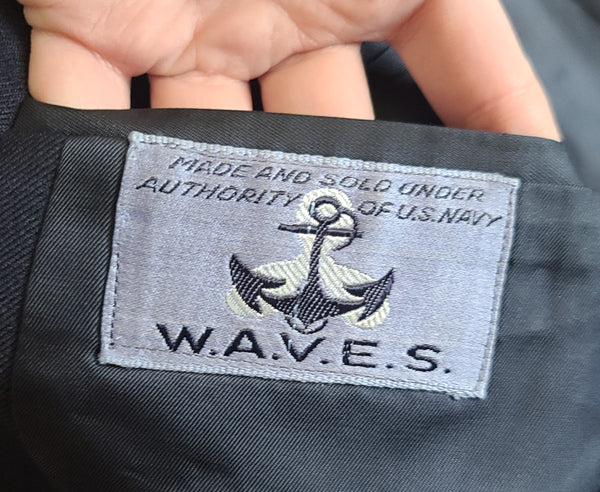 MADE AND SOLD UNDER
AUTHORITY OF U.S. NAVY
W.A.V.E.S.